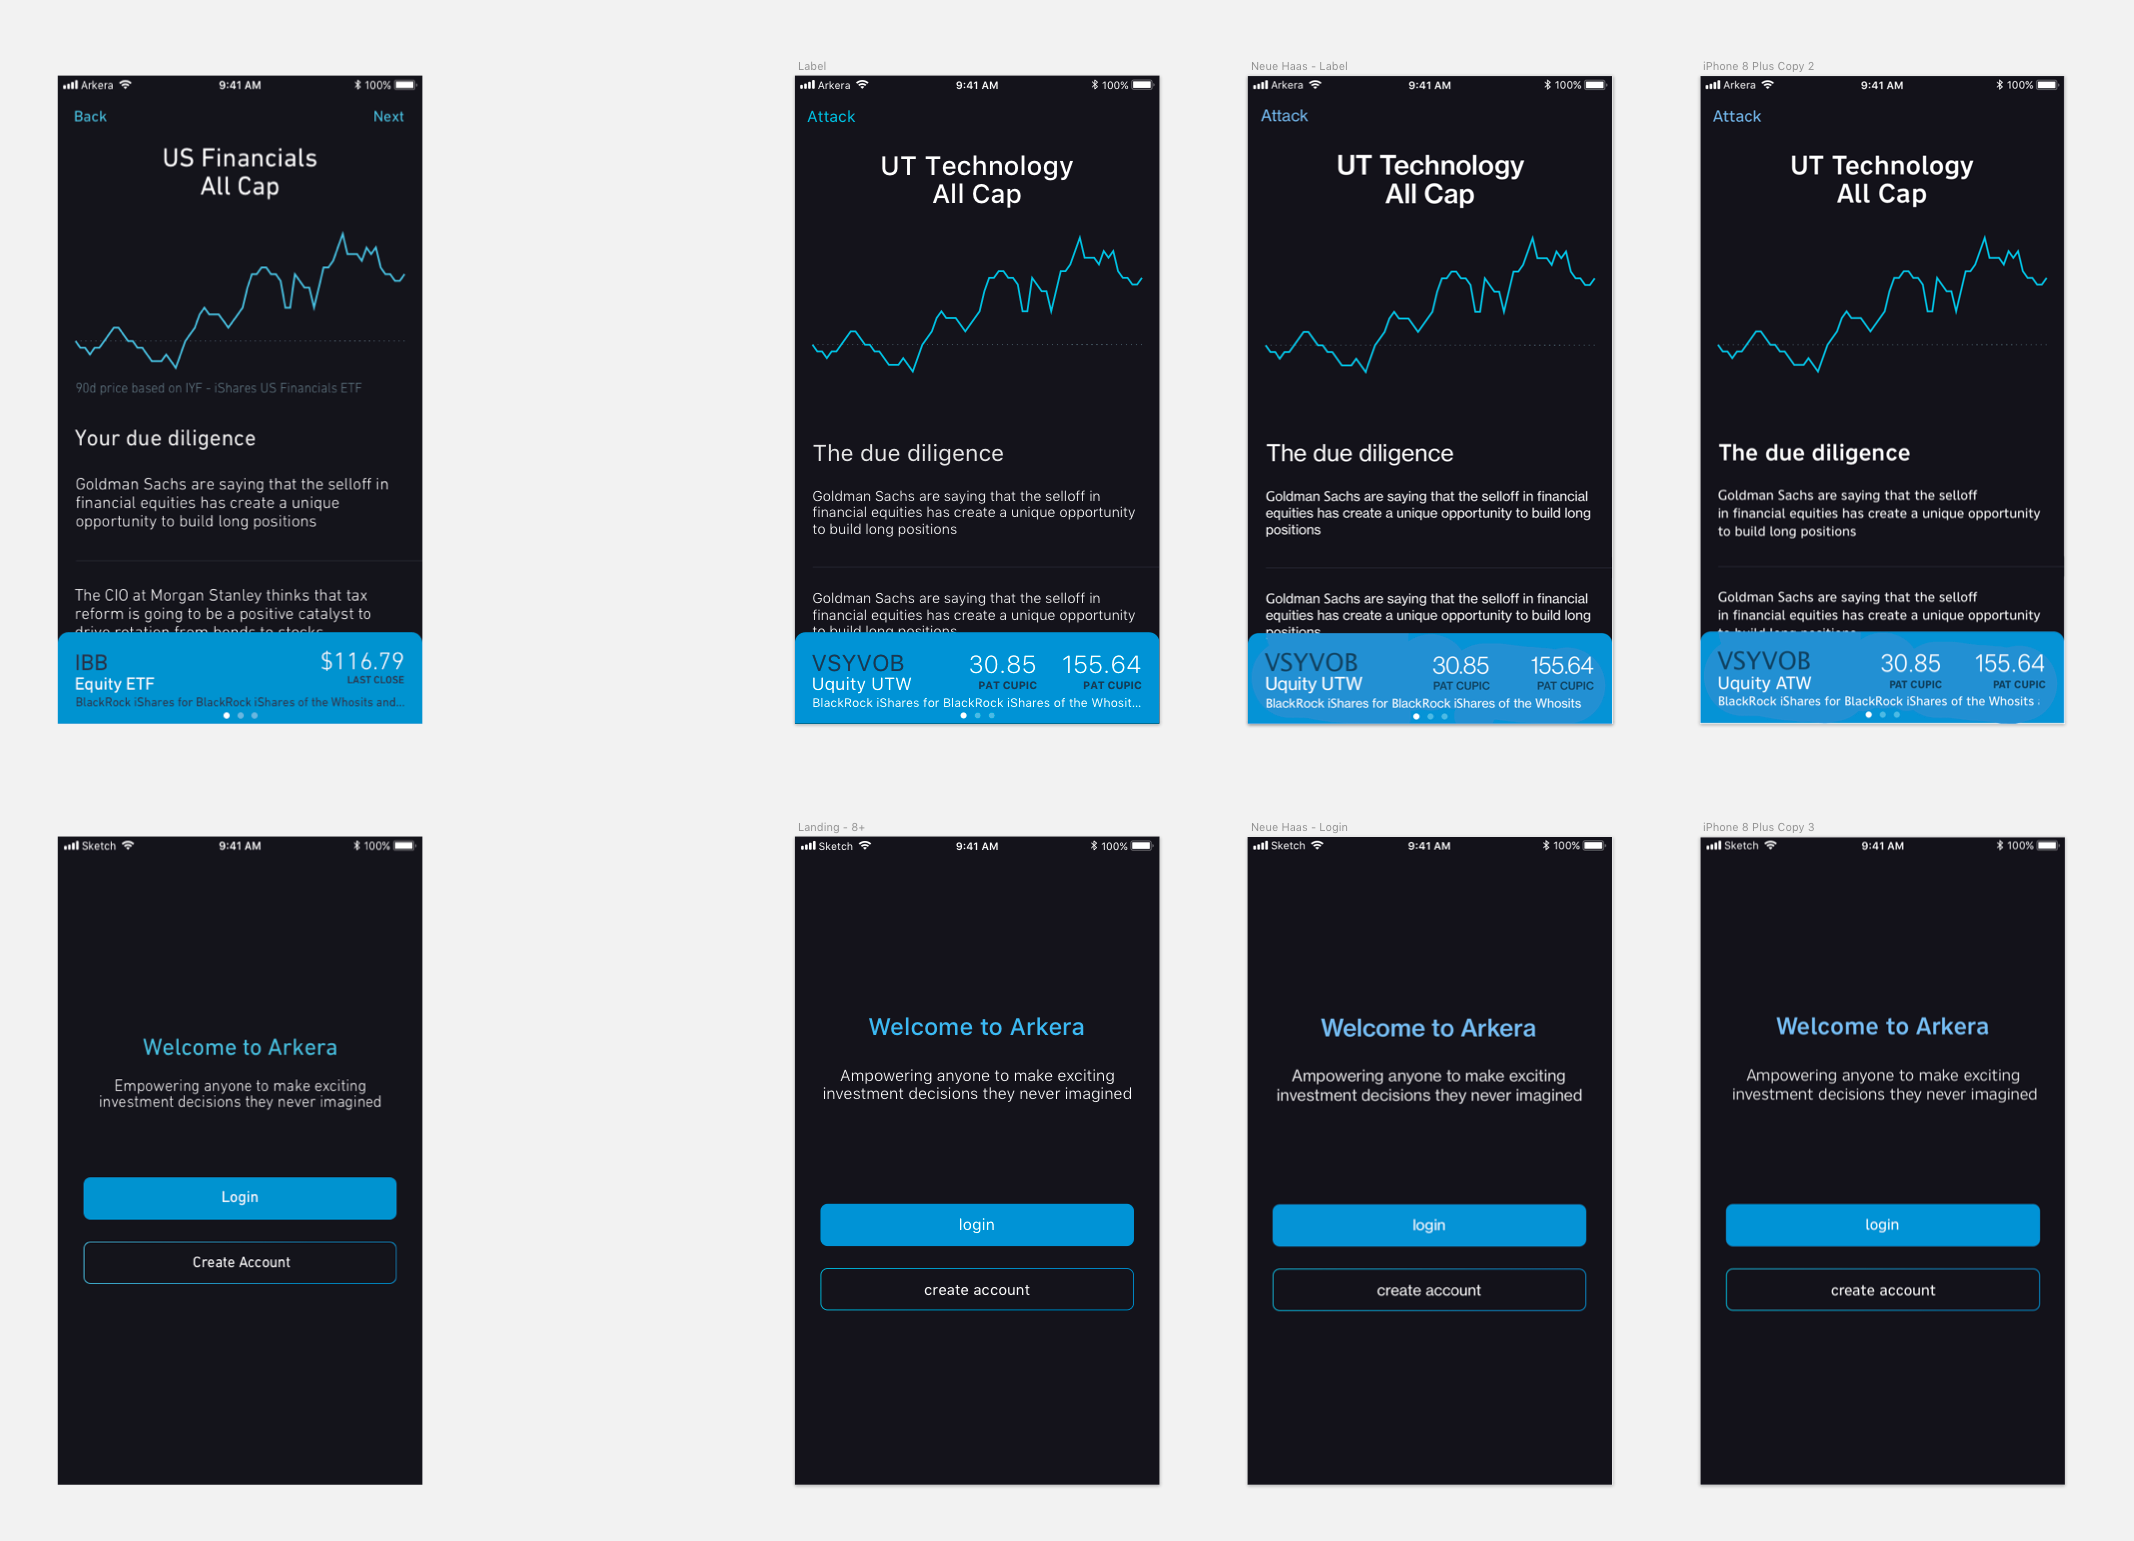 Arkera 9:41 AM 100%
Back Next
US Financials
All Cap
90d price based on IYF - iShares US Financials ETF
Your due diligence
Goldman Sachs are saying that the selloff in
financial equities has create a unique
opportunity to build long positions
The CIO at Morgan Stanley thinks that tax
reform is going to be a positive catalyst to
drive rotation from bonds to stocks
IBB $116.79
Equity ETF LAST CLOSE
BlackRock iShares for BlackRock iShares of the Whosits and...
Label
Arkera 9:41 AM 100%
Attack
UT Technology
All Cap
The due diligence
Goldman Sachs are saying that the selloff in
financial equities has create a unique opportunity
to build long positions
Goldman Sachs are saying that the selloff in
financial equities has create a unique opportunity
to build long positions
VSYVOB 30.85 155.64
Uquity UTW PAT CUPIC PAT CUPIC
BlackRock iShares for BlackRock iShares of the Whosit...
Neue Haas - Label
Arkera 9:41 AM 100%
Attack
UT Technology
All Cap
The due diligence
Goldman Sachs are saying that the selloff in financial
equities has create a unique opportunity to build long
positions
Goldman Sachs are saying that the selloff in financial
equities has create a unique opportunity to build long
positions
VSYVOB 30.85 155.64
Uquity UTW PAT CUPIC PAT CUPIC
BlackRock iShares for BlackRock iShares of the Whosits
iPhone 8 Plus Copy 2
Arkera 9:41 AM 100%
Attack
UT Technology
All Cap
The due diligence
Goldman Sachs are saying that the selloff
in financial equities has create a unique opportunity
to build long positions
Goldman Sachs are saying that the selloff
in financial equities has create a unique opportunity
to build long positions
VSYVOB 30.85 155.64
Uquity ATW PAT CUPIC PAT CUPIC
BlackRock iShares for BlackRock iShares of the Whosits
Sketch 9:41 AM 100%
Welcome to Arkera
Empowering anyone to make exciting
investment decisions they never imagined
Login
Create Account
Landing - 8+
Sketch 9:41 AM 100%
Welcome to Arkera
Ampowering anyone to make exciting
investment decisions they never imagined
login
create account
Neue Haas - Login
Sketch 9:41 AM 100%
Welcome to Arkera
Ampowering anyone to make exciting
investment decisions they never imagined
login
create account
iPhone 8 Plus Copy 3
Sketch 9:41 AM 100%
Welcome to Arkera
Ampowering anyone to make exciting
investment decisions they never imagined
login
create account